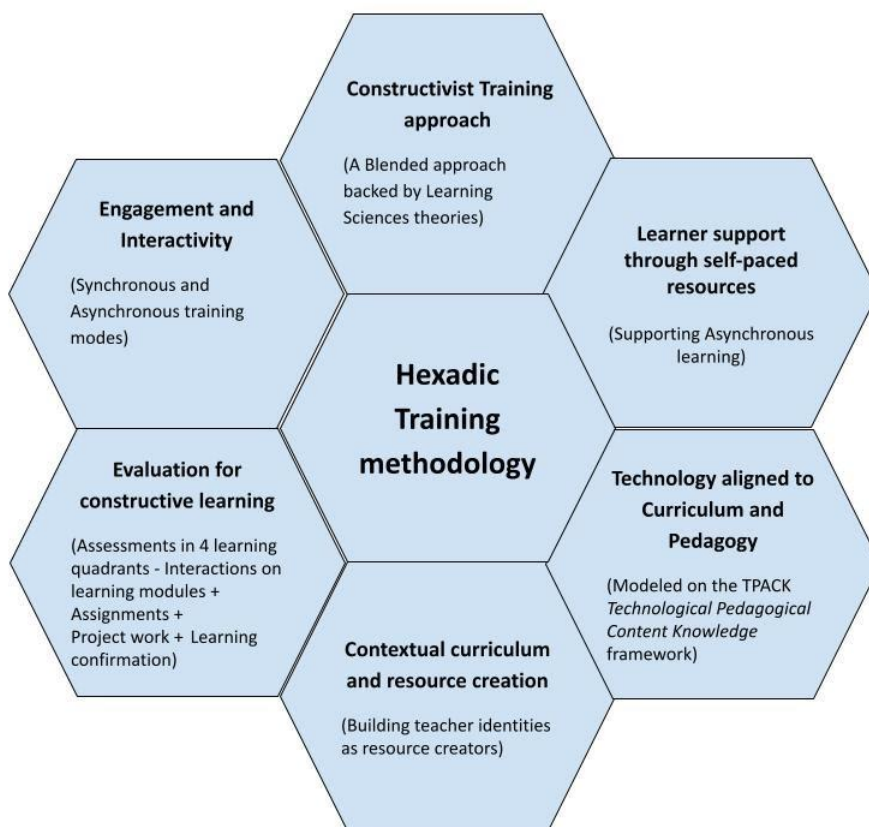 Constructivist Training
approach
(A Blended approach
backed by Learning
Sciences theories)
Engagement and
Interactivity
(Synchronous and
Asynchronous training
modes)
Learner support
through self-paced
resources
(Supporting Asynchronous
learning)
Hexadic
Training
methodology
Evaluation for
constructive learning
(Assessments in 4 learning
quadrants - Interactions on
learning modules +
Assignments +
Project work + Learning
confirmation)
Technology aligned to
Curriculum and
Pedagogy
(Modeled on the TPACK
Technological Pedagogical
Content Knowledge
framework)
Contextual curriculum
and resource creation
(Building teacher identities
as resource creators)